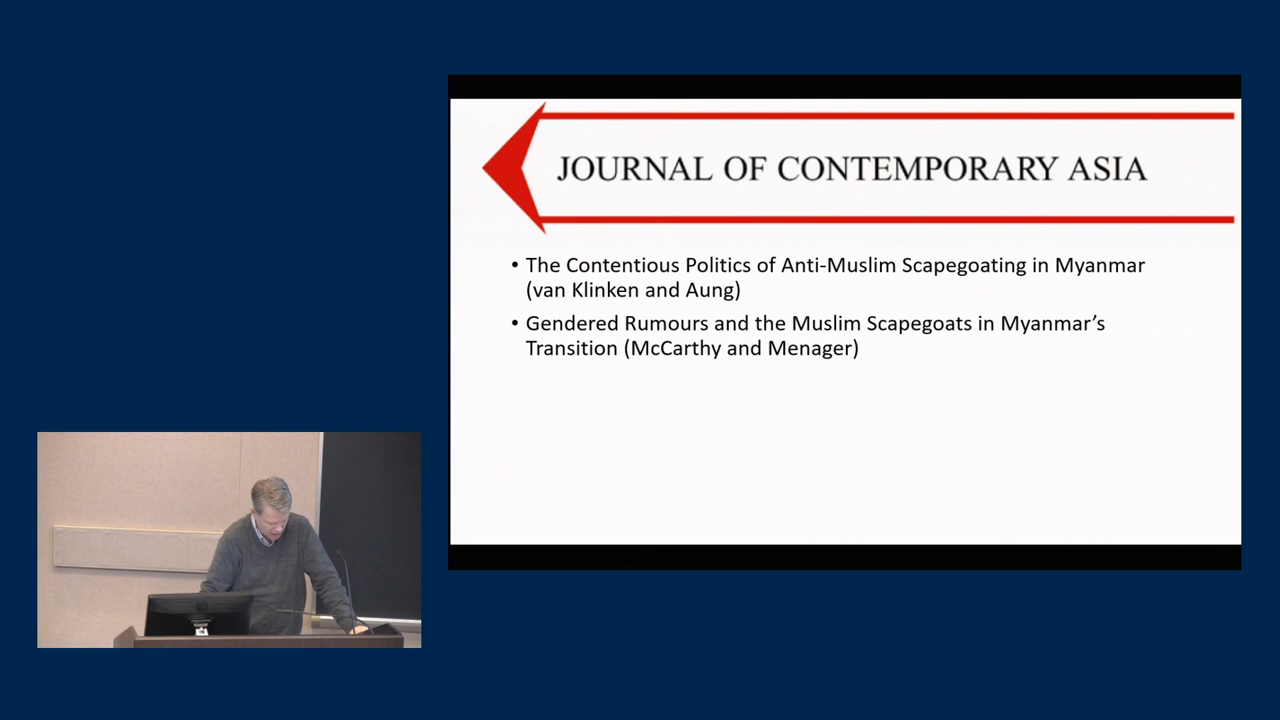 JOURNAL OF CONTEMPORARY ASIA
• The Contentious Politics of Anti-Muslim Scapegoating in Myanmar
(van Klinken and Aung)
• Gendered Rumours and the Muslim Scapegoats in Myanmar’s
Transition (McCarthy and Menager)